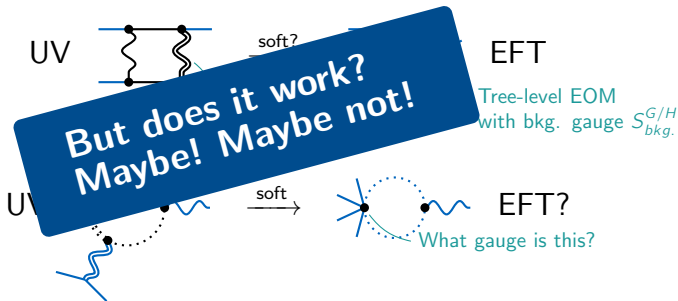 UV
soft?
EFT
Tree-level EOM
with bkg. gauge S_{bkg.}^{G/H}
But does it work?
Maybe! Maybe not!
soft
EFT?
What gauge is this?